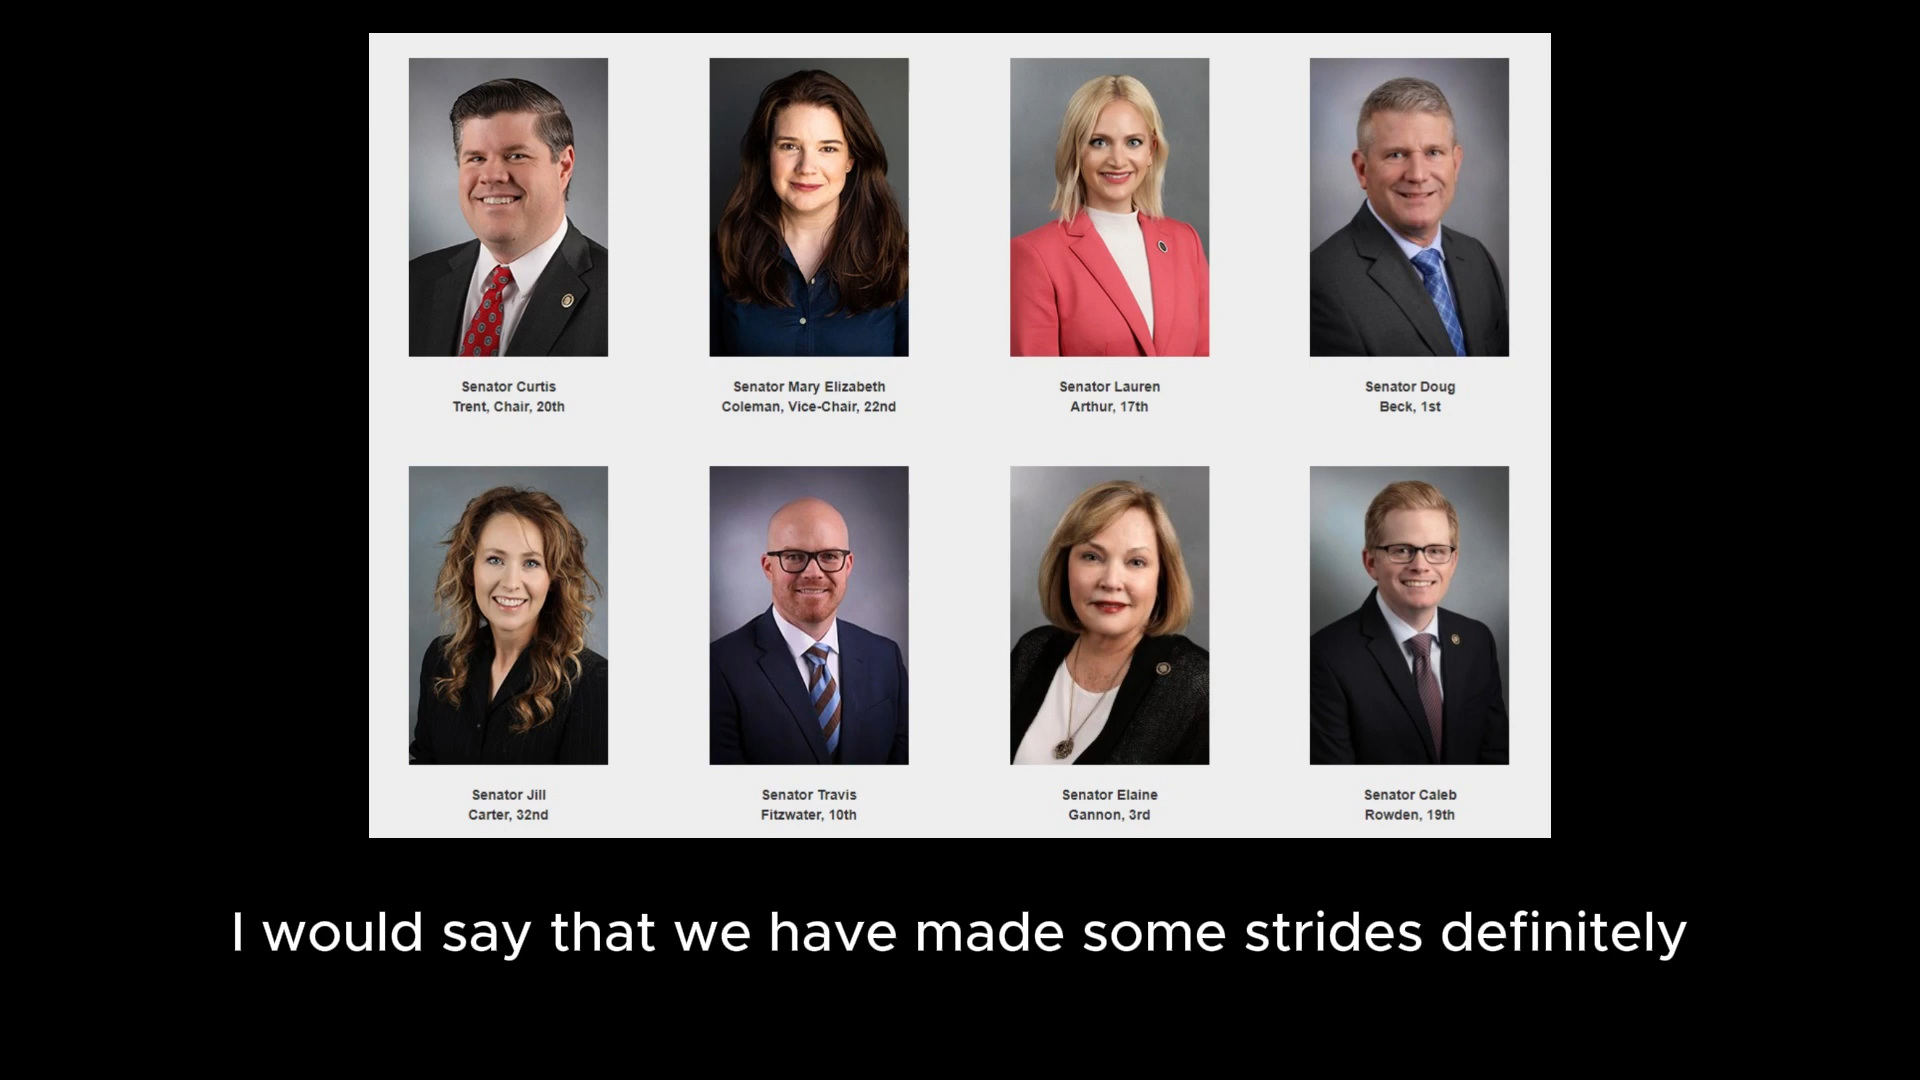 Senator Curtis
Trent, Chair, 20th
Senator Mary Elizabeth
Coleman, Vice-Chair, 22nd
Senator Lauren
Arthur, 17th
Senator Doug
Beck, 1st
Senator Jill
Carter, 32nd
Senator Travis
Fitzwater, 10th
Senator Elaine
Gannon, 3rd
Senator Caleb
Rowden, 19th
I would say that we have made some strides definitely